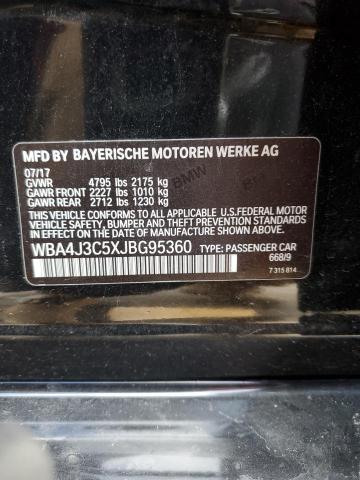 MFD BY BAYERISCHE MOTOREN WERKE AG
07/17
GVWR 4795 lbs 2175 kg
GAWR FRONT 2227 lbs 1010 kg
GAWR REAR 2712 lbs 1230 kg
THIS VEHICLE CONFORMS TO ALL APPLICABLE U.S. FEDERAL MOTOR
VEHICLE SAFETY, BUMPER, AND THEFT PREVENTION STANDARDS
IN EFFECT ON THE DATE OF MANUFACTURE SHOWN ABOVE.
WBA4J3C5XJBG95360 TYPE: PASSENGER CAR
668/9
7 315 814
BMW